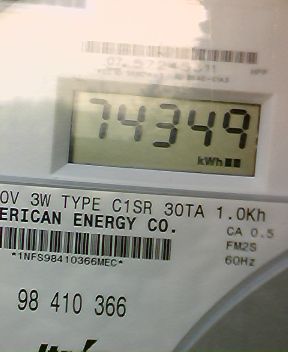 74349
kWh
0V 3W TYPE C1SR 30TA 1.0Kh
ERICAN ENERGY CO.
CA 0.5
FM2S
*1NFS98410366MEC*
60Hz
98 410 366